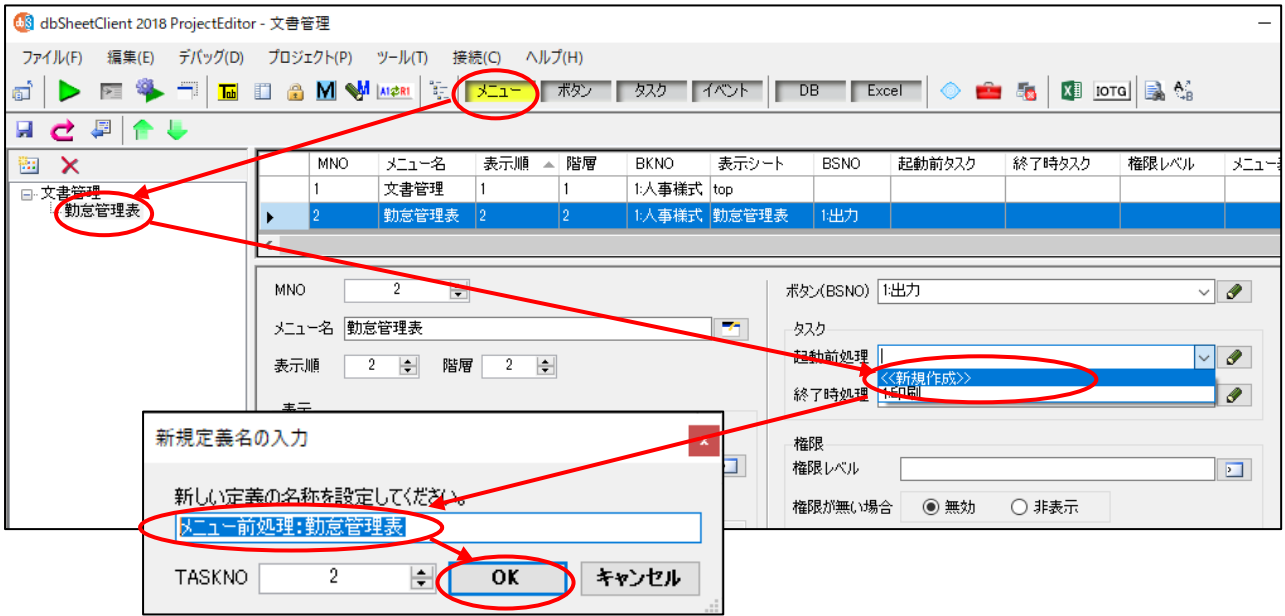 dbSheetClient 2018 ProjectEditor - 文書管理
ファイル(F) 編集(E) デバッグ(D) プロジェクト(P) ツール(T) 接続(C) ヘルプ(H)
Tab M M A1⇄R1 メニュー ボタン タスク イベント DB Excel IOTG
文書管理
勤怠管理表
MNO メニュー名 表示順 階層 BKNO 表示シート BSNO 起動前タスク 終了時タスク 権限レベル
1 文書管理 1 1 1:人事様式 top
2 勤怠管理表 2 2 1:人事様式 勤怠管理表 1:出力
MNO 2
メニュー名 勤怠管理表
表示順 2 階層 2
表示
ボタン(BSNO) 1:出力
タスク
起動前処理
<<新規作成>>
1:印刷
終了時処理
権限
権限レベル
権限が無い場合 無効 非表示
新規定義名の入力
新しい定義の名称を設定してください。
メニュー前処理:勤怠管理表
TASKNO 2 OK キャンセル